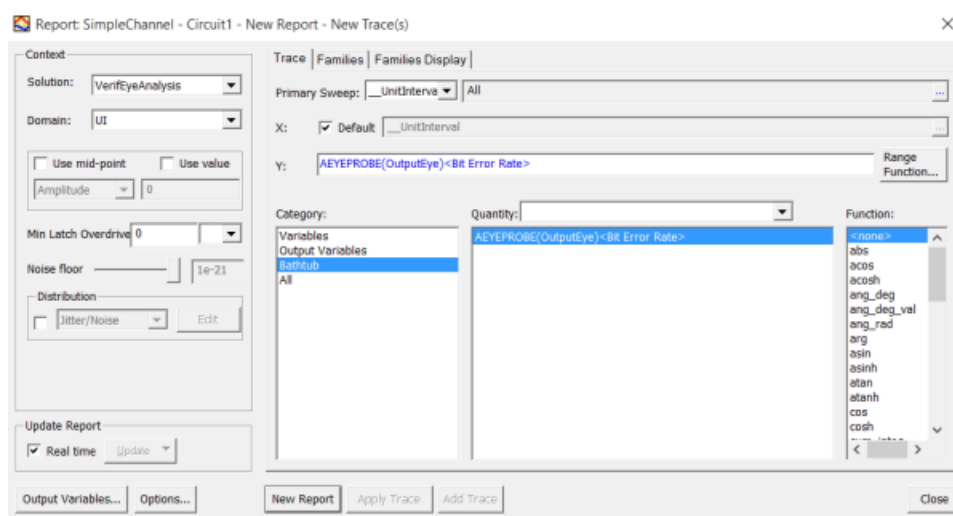 Report: SimpleChannel - Circuit1 - New Report - New Trace(s)
Context
Solution: VerifEyeAnalysis
Domain: UI
Use mid-point Use value
Amplitude 0
Min Latch Overdrive 0
Noise floor 1e-21
Distribution
Jitter/Noise Edit
Update Report
Real time Update
Output Variables... Options...
Trace Families Families Display
Primary Sweep: __UnitInterva All ...
X: Default __UnitInterval ...
Y: AEYEPROBE(OutputEye)<Bit Error Rate> Range Function...
Category:
Variables
Output Variables
Bathtub
All
Quantity:
AEYEPROBE(OutputEye)<Bit Error Rate>
Function:
<none>
abs
acos
acosh
ang_deg
ang_deg_val
ang_rad
arg
asin
asinh
atan
atanh
cos
cosh
New Report Apply Trace Add Trace Close